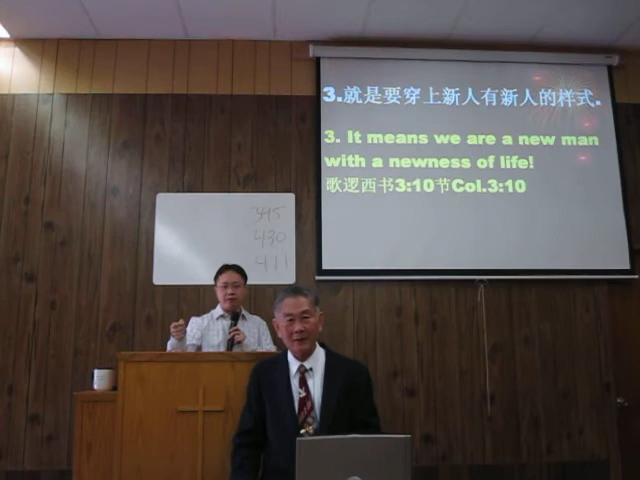 3.就是要穿上新人有新人的样式.
3. It means we are a new man
with a newness of life!
歌逻西书3:10节Col.3:10
395
430
411